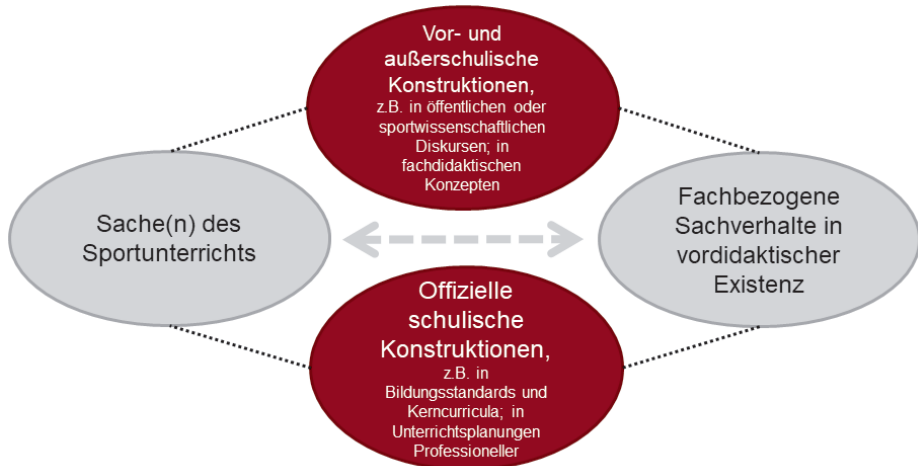 Vor- und
außerschulische
Konstruktionen,
z.B. in öffentlichen oder
sportwissenschaftlichen
Diskursen; in
fachdidaktischen
Konzepten
Sache(n) des
Sportunterrichts
Fachbezogene
Sachverhalte in
vordidaktischer
Existenz
Offizielle
schulische
Konstruktionen,
z.B. in
Bildungsstandards und
Kerncurricula; in
Unterrichtsplanungen
Professioneller